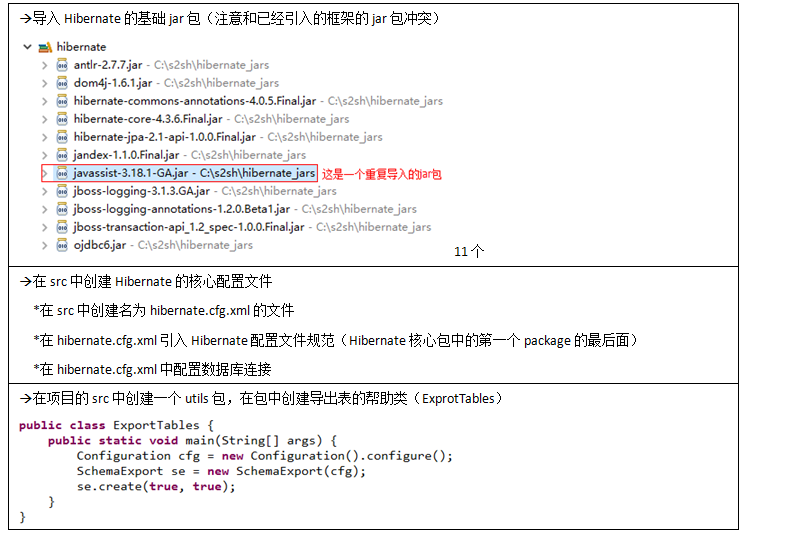 →导入 Hibernate 的基础 jar 包（注意和已经引入的框架的 jar 包冲突）
hibernate
antlr-2.7.7.jar - C:\s2sh\hibernate_jars
dom4j-1.6.1.jar - C:\s2sh\hibernate_jars
hibernate-commons-annotations-4.0.5.Final.jar - C:\s2sh\hibernate_jars
hibernate-core-4.3.6.Final.jar - C:\s2sh\hibernate_jars
hibernate-jpa-2.1-api-1.0.0.Final.jar - C:\s2sh\hibernate_jars
jandex-1.1.0.Final.jar - C:\s2sh\hibernate_jars
javassist-3.18.1-GA.jar - C:\s2sh\hibernate_jars 这是一个重复导入的jar包
jboss-logging-3.1.3.GA.jar - C:\s2sh\hibernate_jars
jboss-logging-annotations-1.2.0.Beta1.jar - C:\s2sh\hibernate_jars
jboss-transaction-api_1.2_spec-1.0.0.Final.jar - C:\s2sh\hibernate_jars
ojdbc6.jar - C:\s2sh\hibernate_jars
11 个
→在 src 中创建 Hibernate 的核心配置文件
*在 src 中创建名为 hibernate.cfg.xml 的文件
*在 hibernate.cfg.xml 引入 Hibernate 配置文件规范（Hibernate 核心包中的第一个 package 的最后面）
*在 hibernate.cfg.xml 中配置数据库连接
→在项目的 src 中创建一个 utils 包，在包中创建导出表的帮助类（ExprotTables）
public class ExportTables {
public static void main(String[] args) {
Configuration cfg = new Configuration().configure();
SchemaExport se = new SchemaExport(cfg);
se.create(true, true);
}
}